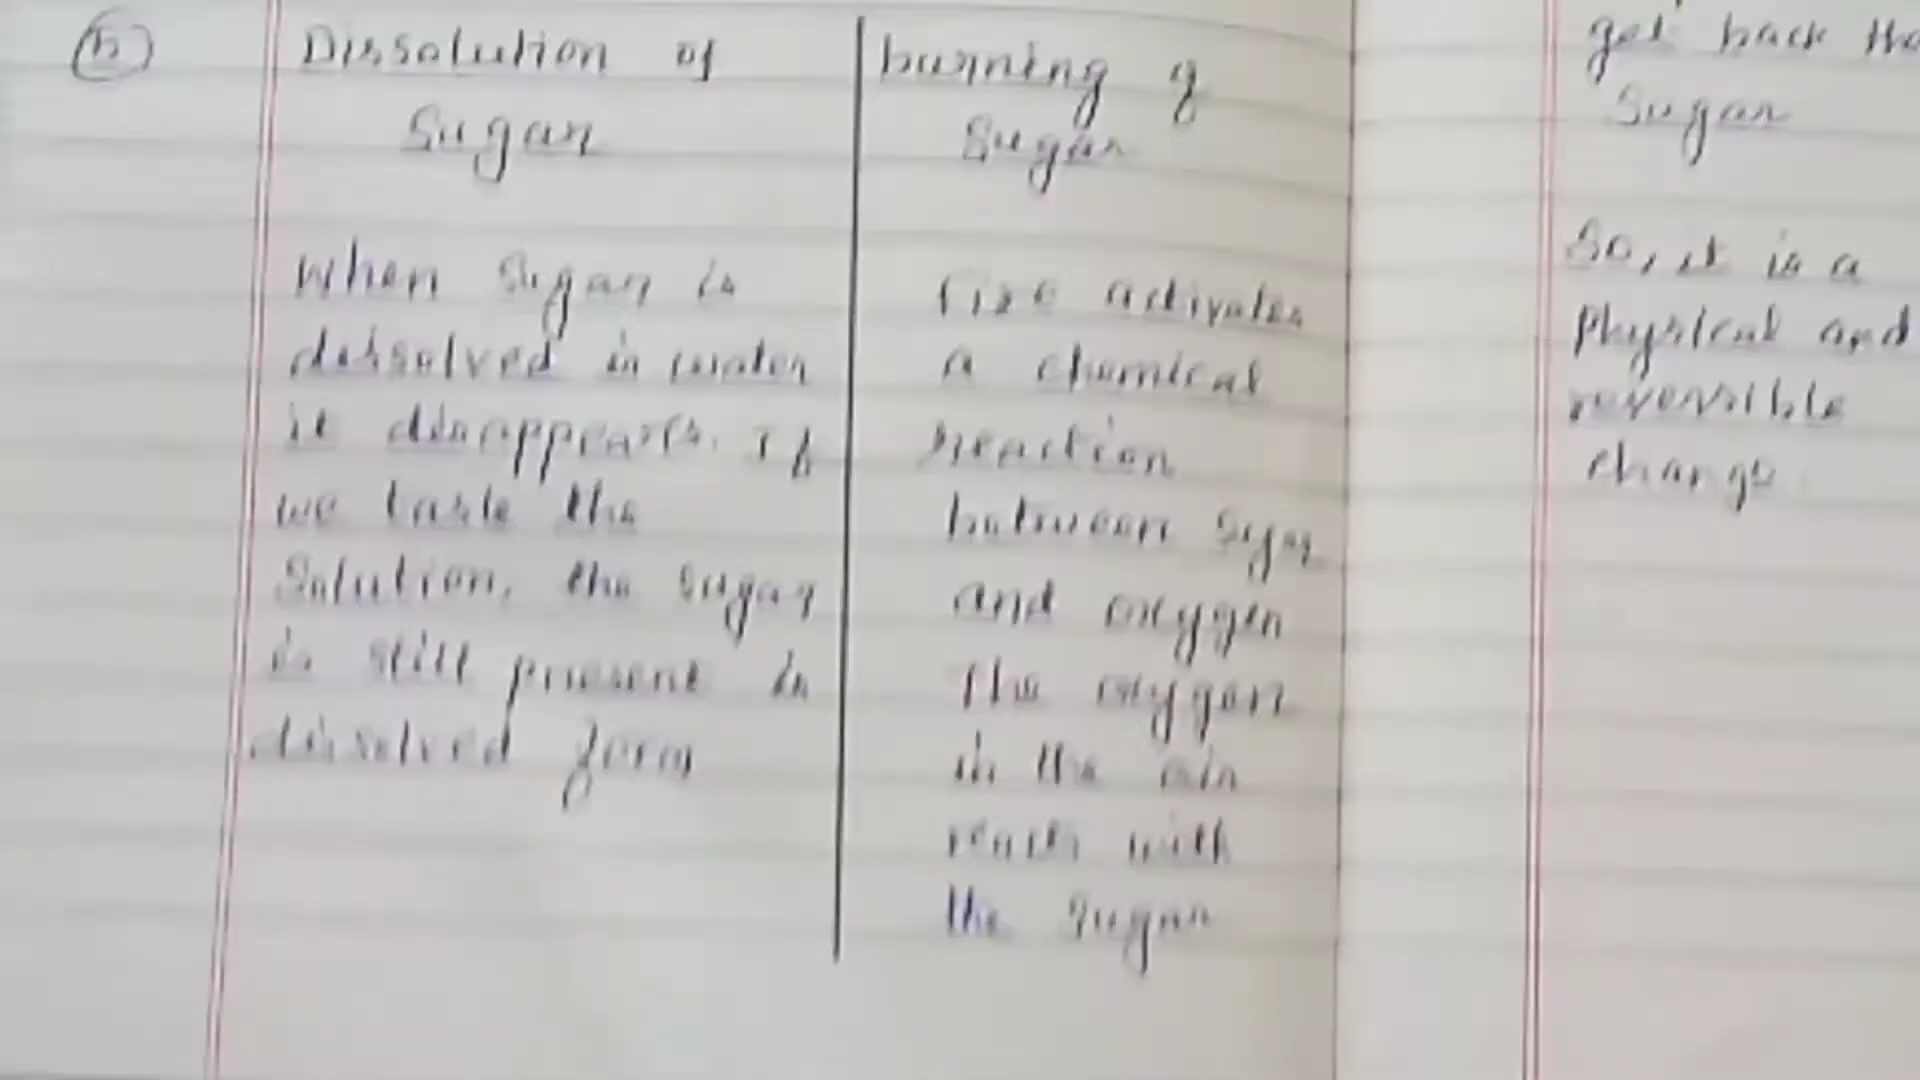 (b)
Dissolution of
Sugar
When sugar is
dissolved in water
it disappears. If
we taste the
solution, the sugar
is still present in
dissolved form
burning of
Sugar
Fire activates
a chemical
reaction
between sugar
and oxygen
The oxygen
in the air
reacts with
the sugar
get back the
Sugar
So, it is a
Physical and
reversible
change.